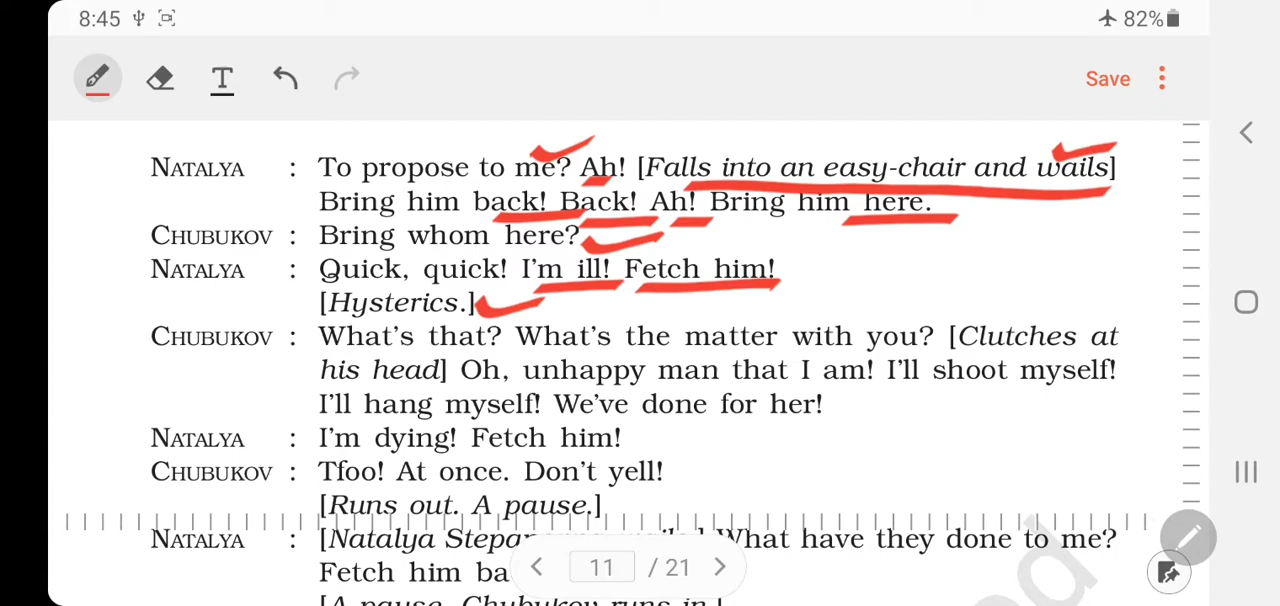 8:45 82%
T Save
NATALYA : To propose to me? Ah! [Falls into an easy-chair and wails]
Bring him back! Back! Ah! Bring him here.
CHUBUKOV : Bring whom here?
NATALYA : Quick, quick! I'm ill! Fetch him!
[Hysterics.]
CHUBUKOV : What's that? What's the matter with you? [Clutches at
his head] Oh, unhappy man that I am! I'll shoot myself!
I'll hang myself! We've done for her!
NATALYA : I'm dying! Fetch him!
CHUBUKOV : Tfoo! At once. Don't yell!
[Runs out. A pause.]
NATALYA : [Natalya What have they done to me?
Fetch him
[A pause. Chubukov runs in.]
11 / 21